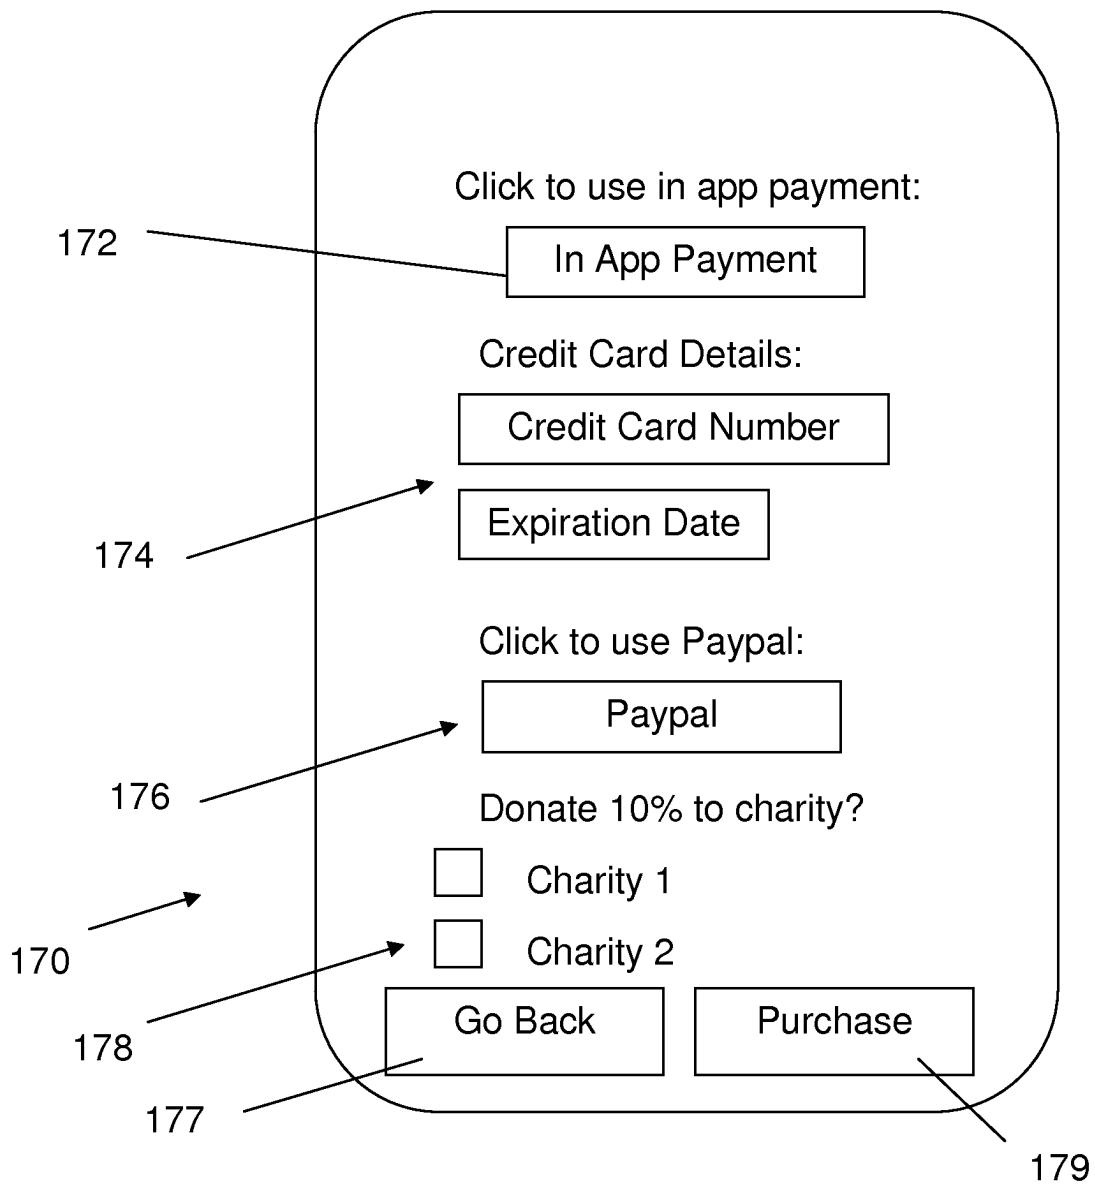 Click to use in app payment:
172
In App Payment
Credit Card Details:
Credit Card Number
Expiration Date
174
Click to use Paypal:
Paypal
176
Donate 10% to charity?
Charity 1
170
Charity 2
178
Go Back
Purchase
177
179